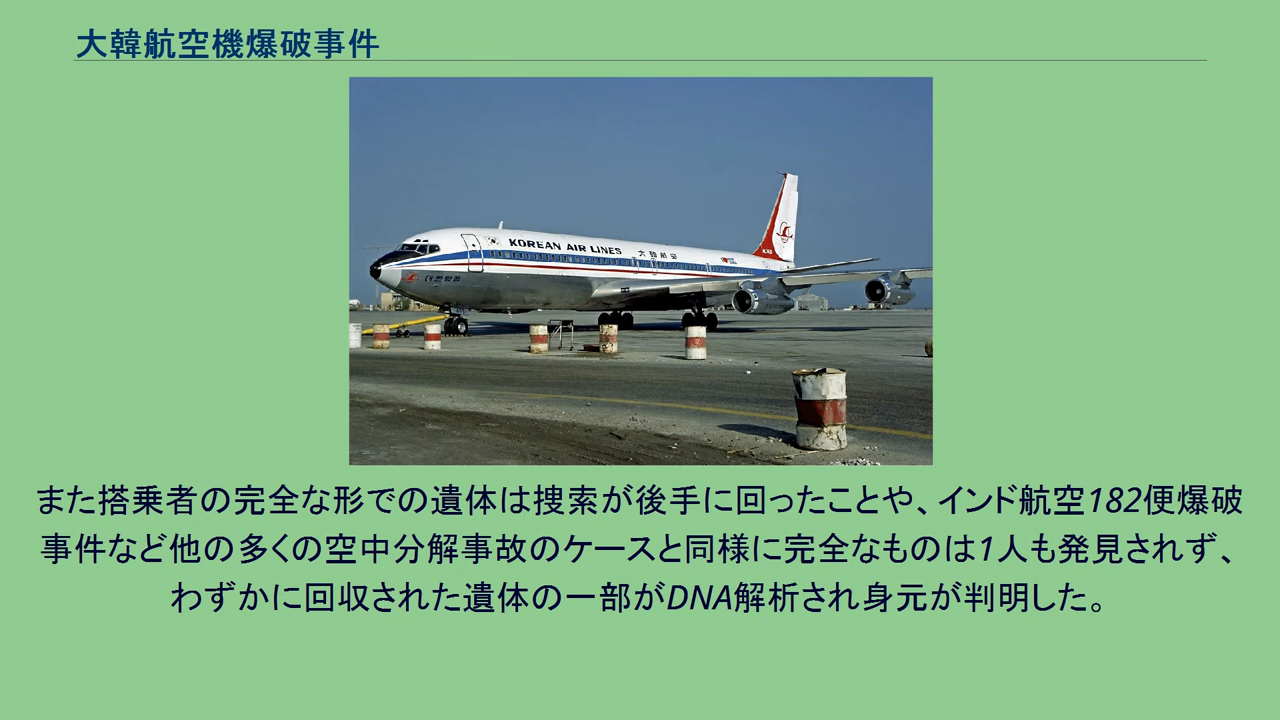 大韓航空機爆破事件
KOREAN AIR LINES 大韓航空
대한항공
また搭乗者の完全な形での遺体は捜索が後手に回ったことや、インド航空182便爆破
事件など他の多くの空中分解事故のケースと同様に完全なものは1人も発見されず、
わずかに回収された遺体の一部がDNA解析され身元が判明した。